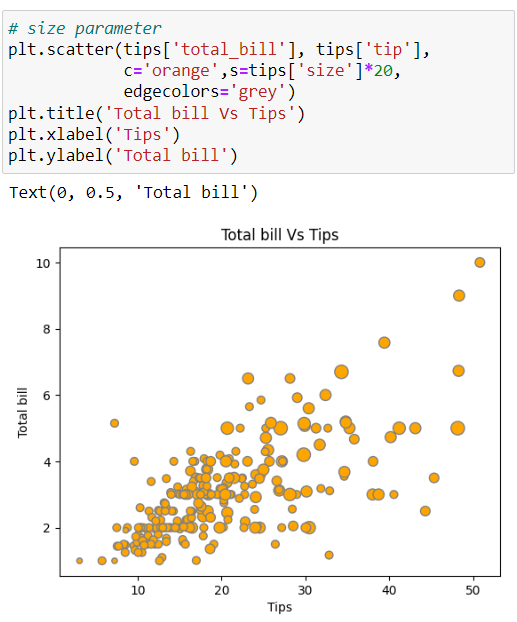 # size parameter
plt.scatter(tips['total_bill'], tips['tip'],
c='orange',s=tips['size']*20,
edgecolors='grey')
plt.title('Total bill Vs Tips')
plt.xlabel('Tips')
plt.ylabel('Total bill')
Text(0, 0.5, 'Total bill')
Total bill Vs Tips
10
8
6
4
2
Total bill
10 20 30 40 50
Tips